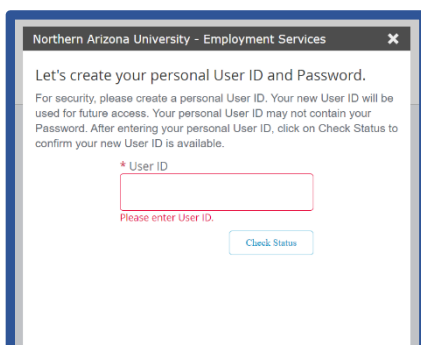 Northern Arizona University - Employment Services
Let's create your personal User ID and Password.
For security, please create a personal User ID. Your new User ID will be
used for future access. Your personal User ID may not contain your
Password. After entering your personal User ID, click on Check Status to
confirm your new User ID is available.
* User ID
Please enter User ID.
Check Status